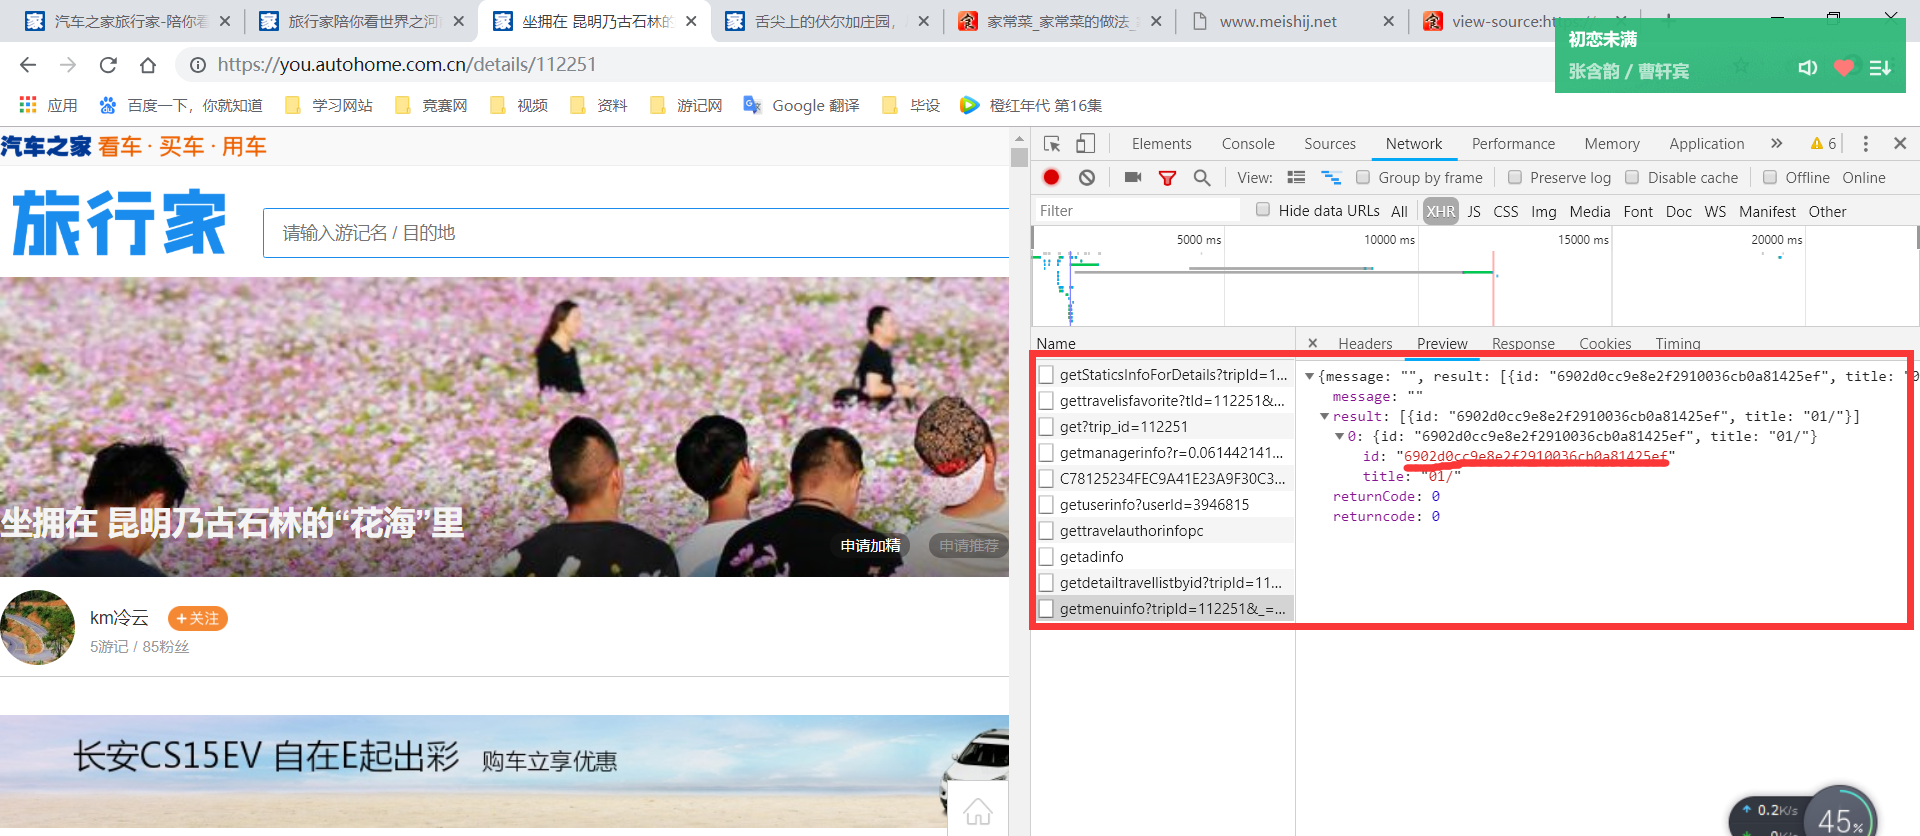 汽车之家旅行家-陪你看
旅行家陪你看世界之河
坐拥在 昆明乃古石林的
舌尖上的伏尔加庄园,
家常菜_家常菜的做法_
www.meishij.net
view-source:https://
初恋未满
张含韵 / 曹轩宾
https://you.autohome.com.cn/details/112251
应用
百度一下，你就知道
学习网站
竞赛网
视频
资料
游记网
Google 翻译
毕设
橙红年代 第16集
汽车之家 看车 · 买车 · 用车
旅行家
请输入游记名 / 目的地
坐拥在 昆明乃古石林的“花海”里
申请加精
申请推荐
km冷云
+关注
5游记 / 85粉丝
长安CS15EV 自在E起出彩 购车立享优惠
Elements Console Sources Network Performance Memory Application » 6
View: Group by frame Preserve log Disable cache Offline Online
Filter Hide data URLs All XHR JS CSS Img Media Font Doc WS Manifest Other
5000 ms 10000 ms 15000 ms 20000 ms
Name
getStaticsInfoForDetails?tripId=1...
gettravelisfavorite?tId=112251&...
get?trip_id=112251
getmanagerinfo?r=0.061442141...
C78125234FEC9A41E23A9F30C3...
getuserinfo?userId=3946815
gettravelauthorinfopc
getadinfo
getdetailtravellistbyid?tripId=11...
getmenuinfo?tripId=112251&_=...
× Headers Preview Response Cookies Timing
{message: "", result: [{id: "6902d0cc9e8e2f2910036cb0a81425ef", title: "0
message: ""
result: [{id: "6902d0cc9e8e2f2910036cb0a81425ef", title: "01/"}]
0: {id: "6902d0cc9e8e2f2910036cb0a81425ef", title: "01/"}
id: "6902d0cc9e8e2f2910036cb0a81425ef"
title: "01/"
returnCode: 0
returncode: 0
0.2K/s
45%